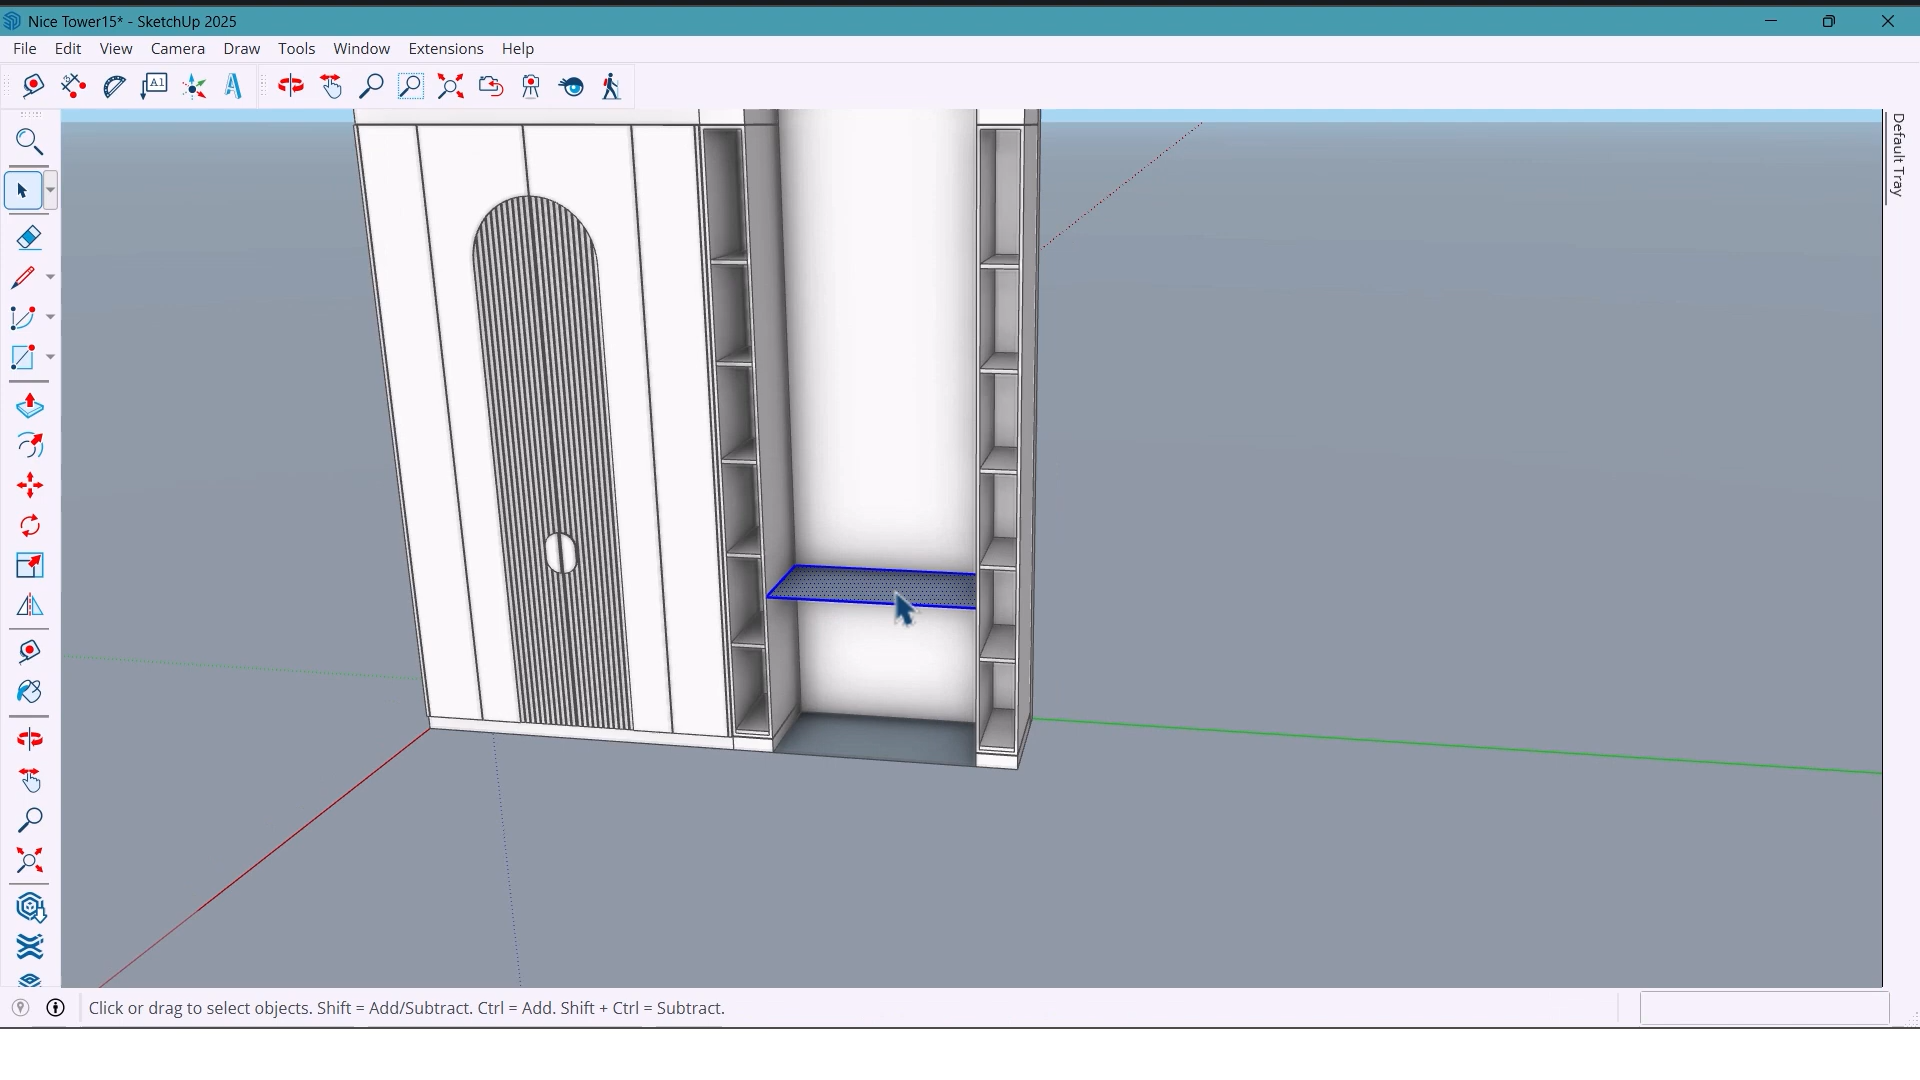 Nice Tower15* - SketchUp 2025
File Edit View Camera Draw Tools Window Extensions Help
A1
Default Tray
Click or drag to select objects. Shift = Add/Subtract. Ctrl = Add. Shift + Ctrl = Subtract.